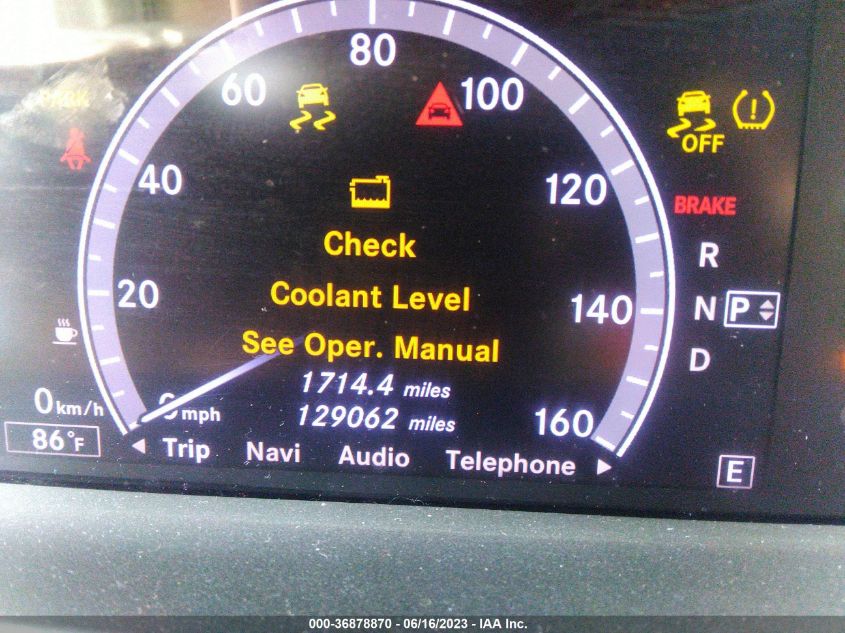 80
60
100
OFF
40
120
BRAKE
Check
R
20
Coolant Level
140
N P
See Oper. Manual
D
1714.4 miles
0 km/h
0 mph
129062 miles
160
86°F
Trip Navi Audio Telephone
E
000-36878870 - 06/16/2023 - IAA Inc.